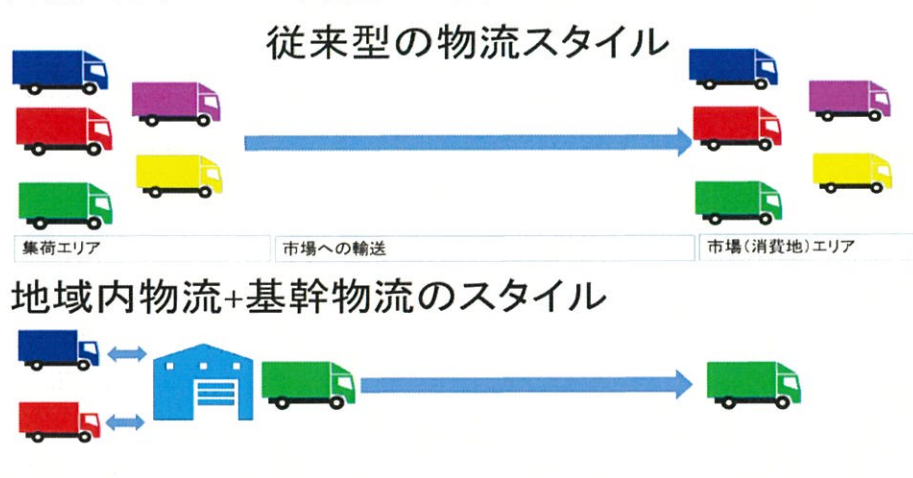 従来型の物流スタイル
集荷エリア
市場への輸送
市場(消費地)エリア
地域内物流+基幹物流のスタイル